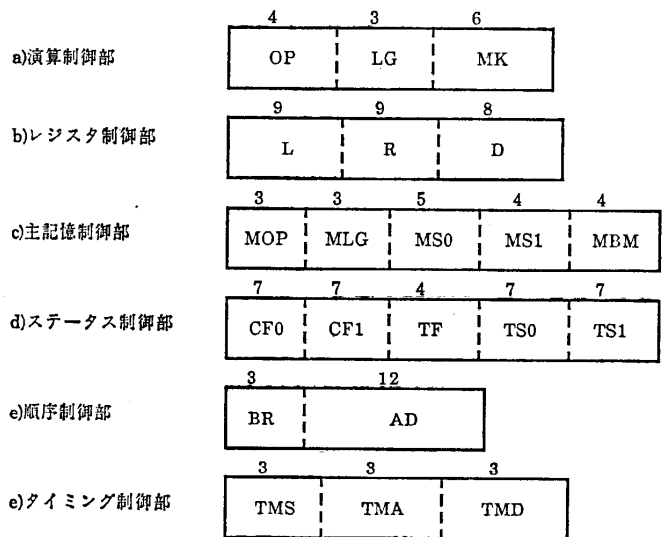 4 3 6
a)演算制御部 OP LG MK
9 9 8
b)レジスタ制御部 L R D
3 3 5 4 4
c)主記憶制御部 MOP MLG MS0 MS1 MBM
7 7 4 7 7
d)ステータス制御部 CF0 CF1 TF TS0 TS1
3 12
e)順序制御部 BR AD
3 3 3
e)タイミング制御部 TMS TMA TMD